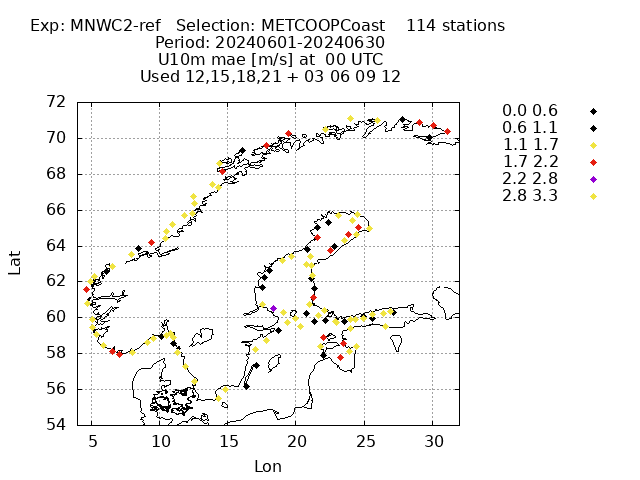 Exp: MNWC2-ref   Selection: METCOOPCoast    114 stations
Period: 20240601-20240630
U10m mae [m/s] at  00 UTC
Used 12,15,18,21 + 03 06 09 12
0.0 0.6
0.6 1.1
1.1 1.7
1.7 2.2
2.2 2.8
2.8 3.3
72
70
68
66
64
62
60
58
56
54
Lat
5 10 15 20 25 30
Lon